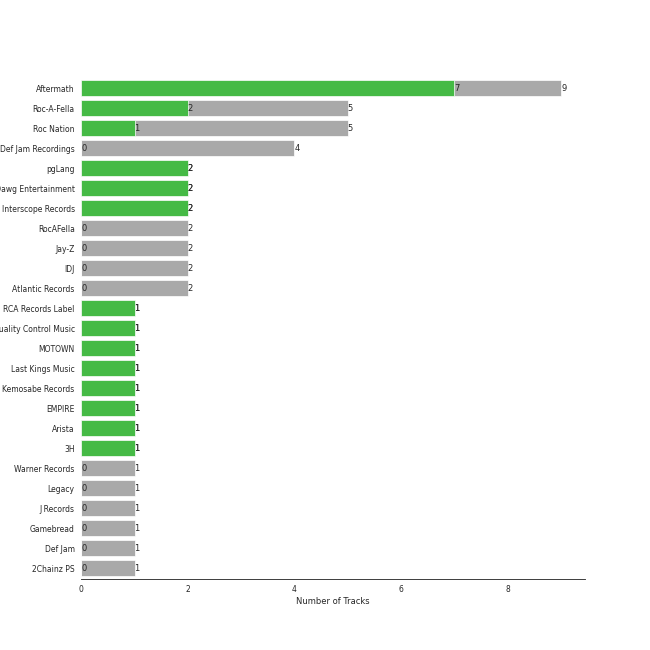 Aftermath 7 9
Roc-A-Fella 2 5
Roc Nation 1 5
Def Jam Recordings 0 4
pgLang 2
Dawg Entertainment 2
Interscope Records 2
RocAFella 0 2
Jay-Z 0 2
IDJ 0 2
Atlantic Records 0 2
RCA Records Label 1
uality Control Music 1
MOTOWN 1
Last Kings Music 1
Kemosabe Records 1
EMPIRE 1
Arista 1
3H 1
Warner Records 0 1
Legacy 0 1
J Records 0 1
Gamebread 0 1
Def Jam 0 1
2Chainz PS 0 1
0 2 4 6 8
Number of Tracks